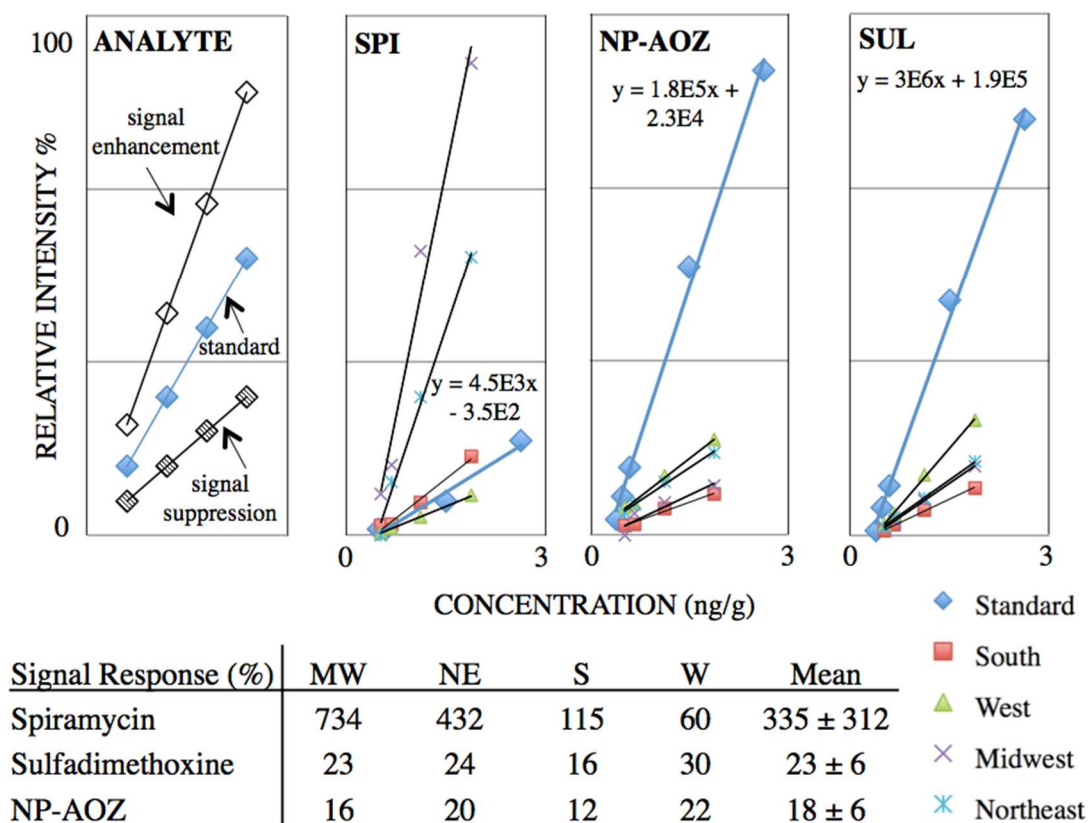 100
0
RELATIVE INTENSITY %
ANALYTE
signal
enhancement
standard
signal
suppression
SPI
y = 4.5E3x
- 3.5E2
NP-AOZ
y = 1.8E5x +
2.3E4
SUL
y = 3E6x + 1.9E5
0 3 0 3 0 3
CONCENTRATION (ng/g)
Standard
South
West
Midwest
Northeast
Signal Response (%) MW NE S W Mean
Spiramycin 734 432 115 60 335 ± 312
Sulfadimethoxine 23 24 16 30 23 ± 6
NP-AOZ 16 20 12 22 18 ± 6